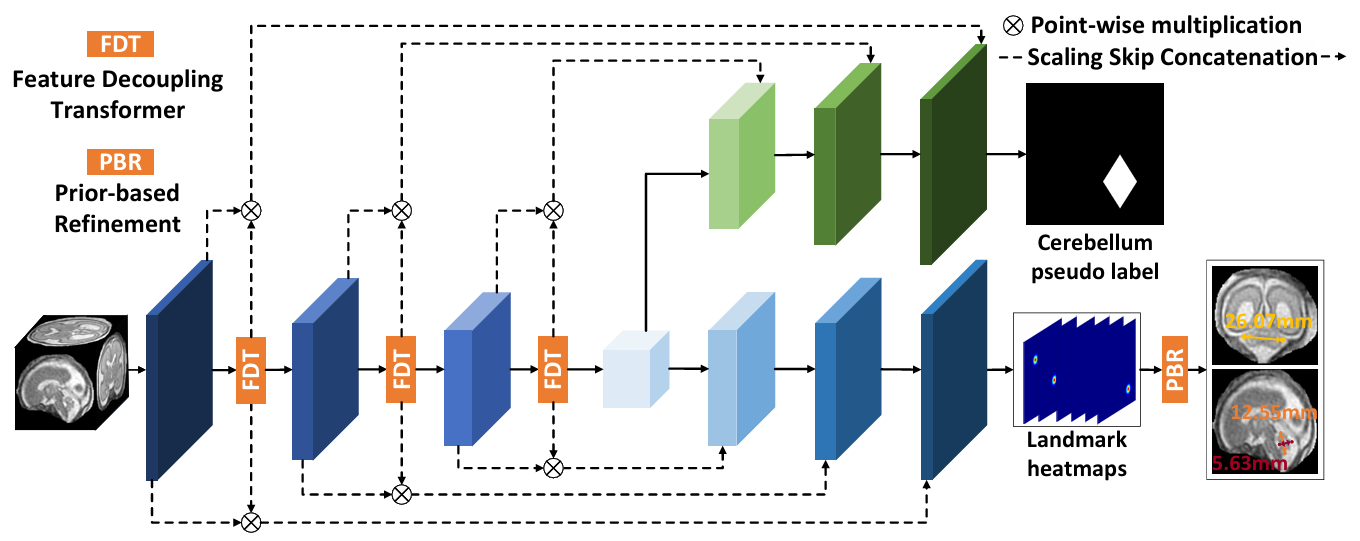 FDT
Feature Decoupling
Transformer
PBR
Prior-based
Refinement
Point-wise multiplication
Scaling Skip Concatenation
FDT
FDT
FDT
Cerebellum
pseudo label
Landmark
heatmaps
PBR
26.07mm
12.55mm
5.63mm